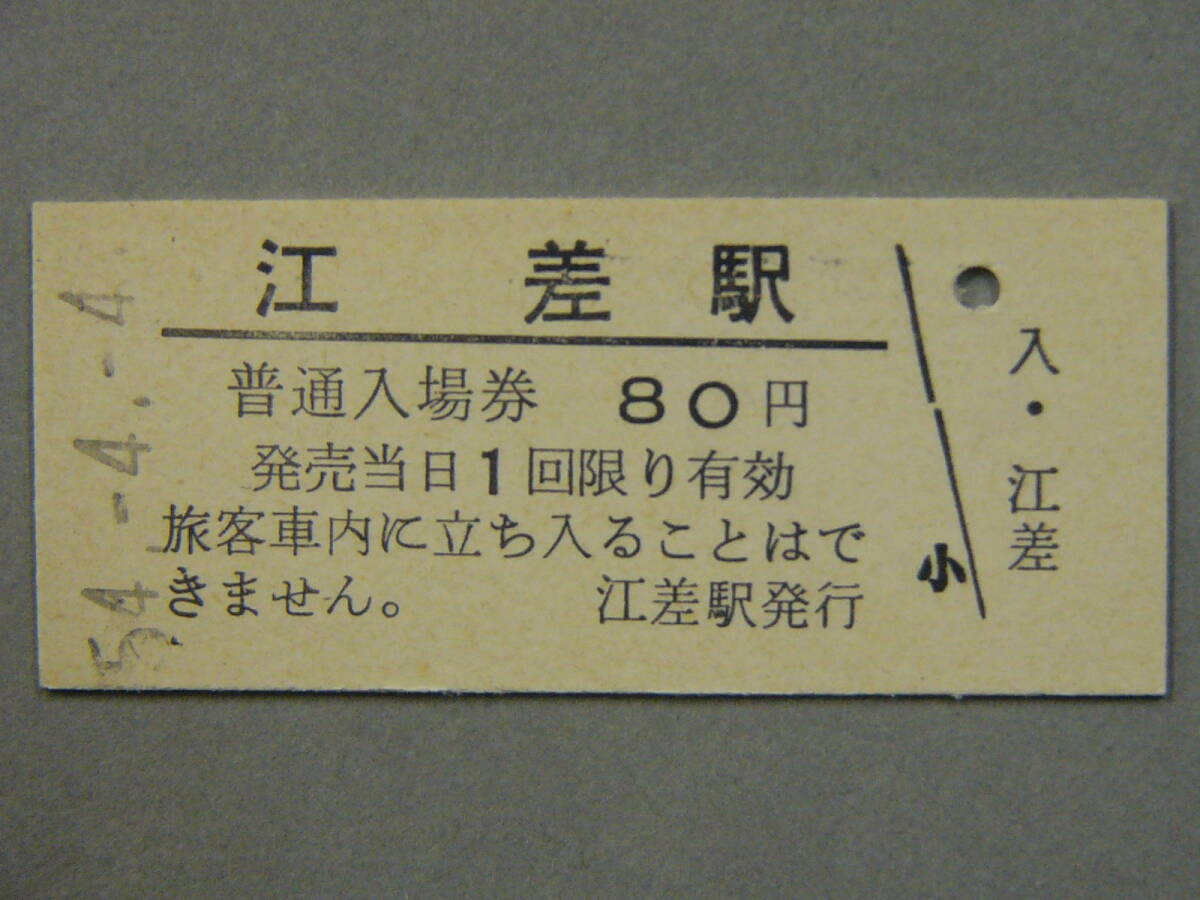 江差駅
普通入場券 80円
発売当日1回限り有効
旅客車内に立ち入ることはで
きません。 江差駅発行
小
入・江差
54.-4.-4